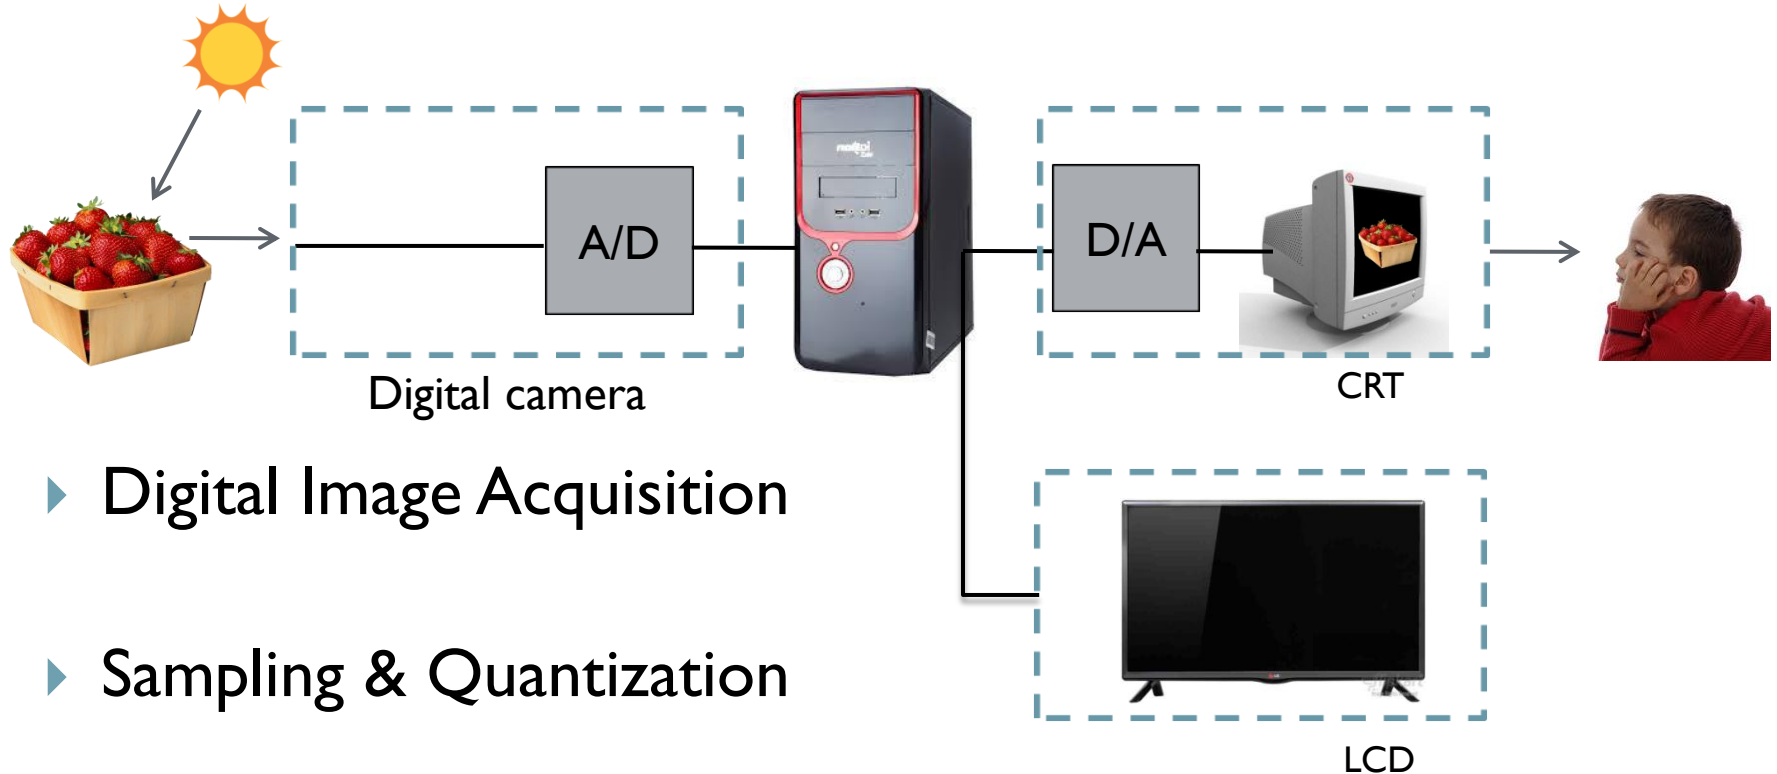 A/D
D/A
Digital camera
CRT
Digital Image Acquisition
Sampling & Quantization
LCD